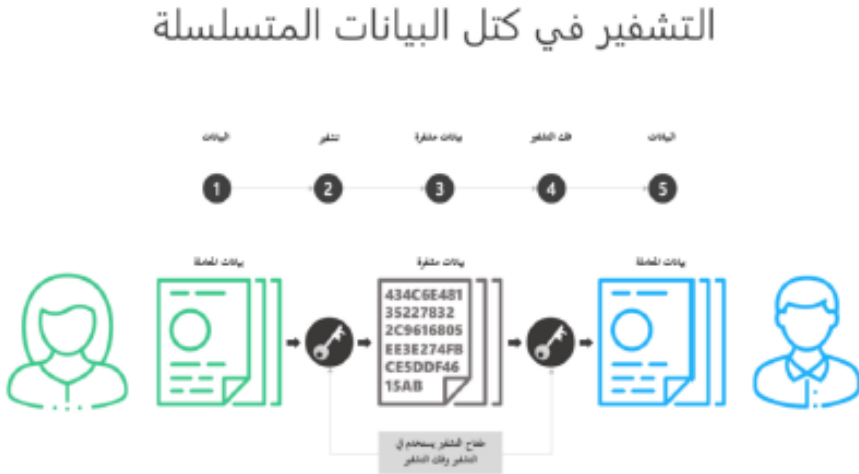 التشفير في كتل البيانات المتسلسلة
البيانات
تشفير
بيانات مشفرة
فك التشفير
البيانات
1
2
3
4
5
بيانات المعاملة
بيانات مشفرة
بيانات المعاملة
434C6E481
35227832
2C9616805
EE3E274FB
CE5DDF46
15AB
مفتاح التشفير يستخدم في
التشفير وفك التشفير